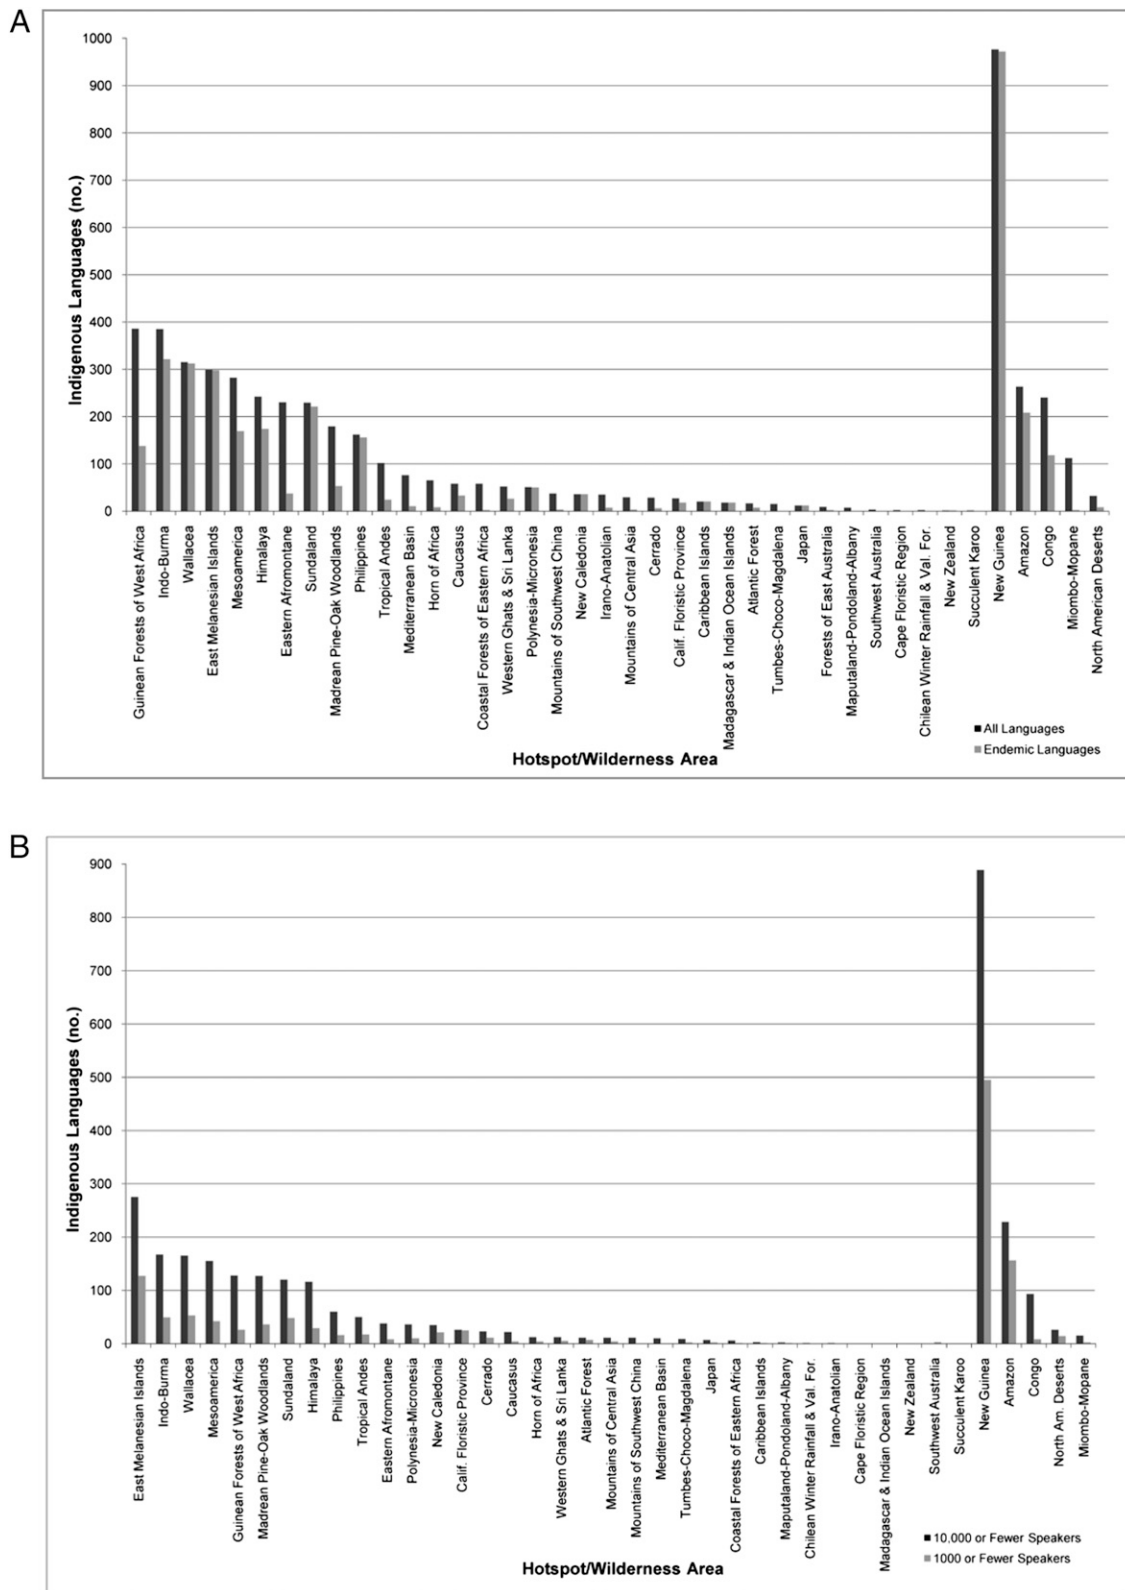 A
1000
900
800
700
600
500
400
300
200
100
0
Indigenous Languages (no.)
Guinean Forests of West Africa
Indo-Burma
Wallacea
East Melanesian Islands
Mesoamerica
Himalaya
Eastern Afromontane
Sundaland
Madrean Pine-Oak Woodlands
Philippines
Tropical Andes
Mediterranean Basin
Horn of Africa
Caucasus
Coastal Forests of Eastern Africa
Western Ghats & Sri Lanka
Polynesia-Micronesia
Mountains of Southwest China
New Caledonia
Irano-Anatolian
Mountains of Central Asia
Cerrado
Calif. Floristic Province
Caribbean Islands
Madagascar & Indian Ocean Islands
Atlantic Forest
Tumbes-Choco-Magdalena
Japan
Forests of East Australia
Maputaland-Pondoland-Albany
Southwest Australia
Cape Floristic Region
Chilean Winter Rainfall & Val. For.
New Zealand
Succulent Karoo
New Guinea
Amazon
Congo
Miombo-Mopane
North American Deserts
All Languages
Endemic Languages
Hotspot/Wilderness Area
B
900
800
700
600
500
400
300
200
100
0
Indigenous Languages (no.)
East Melanesian Islands
Indo-Burma
Wallacea
Mesoamerica
Guinean Forests of West Africa
Madrean Pine-Oak Woodlands
Sundaland
Himalaya
Philippines
Tropical Andes
Eastern Afromontane
Polynesia-Micronesia
New Caledonia
Calif. Floristic Province
Cerrado
Caucasus
Horn of Africa
Western Ghats & Sri Lanka
Atlantic Forest
Mountains of Central Asia
Mountains of Southwest China
Mediterranean Basin
Tumbes-Choco-Magdalena
Japan
Coastal Forests of Eastern Africa
Caribbean Islands
Maputaland-Pondoland-Albany
Chilean Winter Rainfall & Val. For.
Irano-Anatolian
Cape Floristic Region
Madagascar & Indian Ocean Islands
New Zealand
Southwest Australia
Succulent Karoo
New Guinea
Amazon
Congo
North Am. Deserts
Miombo-Mopane
10,000 or Fewer Speakers
1000 or Fewer Speakers
Hotspot/Wilderness Area